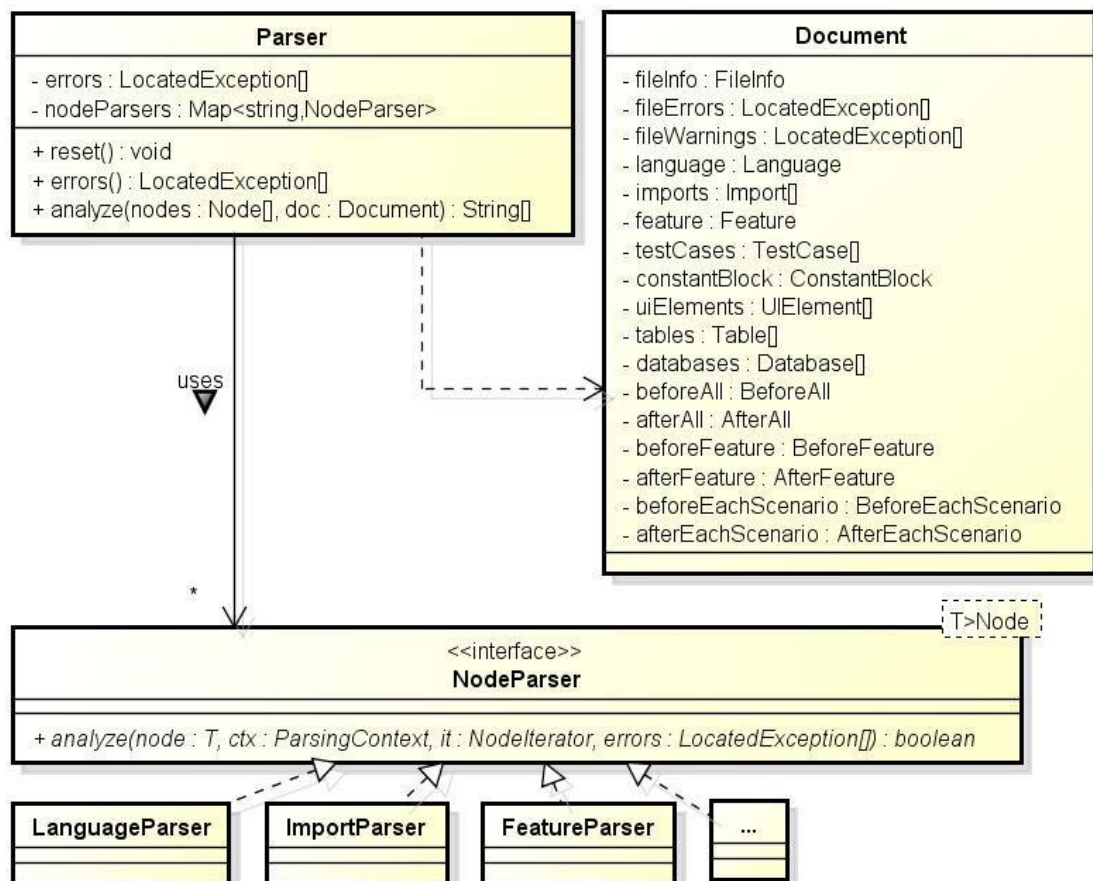 Parser
- errors : LocatedException[]
- nodeParsers : Map<string,NodeParser>
+ reset() : void
+ errors() : LocatedException[]
+ analyze(nodes : Node[], doc : Document) : String[]
Document
- fileInfo : FileInfo
- fileErrors : LocatedException[]
- fileWarnings : LocatedException[]
- language : Language
- imports : Import[]
- feature : Feature
- testCases : TestCase[]
- constantBlock : ConstantBlock
- uiElements : UIElement[]
- tables : Table[]
- databases : Database[]
- beforeAll : BeforeAll
- afterAll : AfterAll
- beforeFeature : BeforeFeature
- afterFeature : AfterFeature
- beforeEachScenario : BeforeEachScenario
- afterEachScenario : AfterEachScenario
uses
*
T>Node
<<interface>>
NodeParser
+ analyze(node : T, ctx : ParsingContext, it : NodeIterator, errors : LocatedException[]) : boolean
LanguageParser
ImportParser
FeatureParser
...